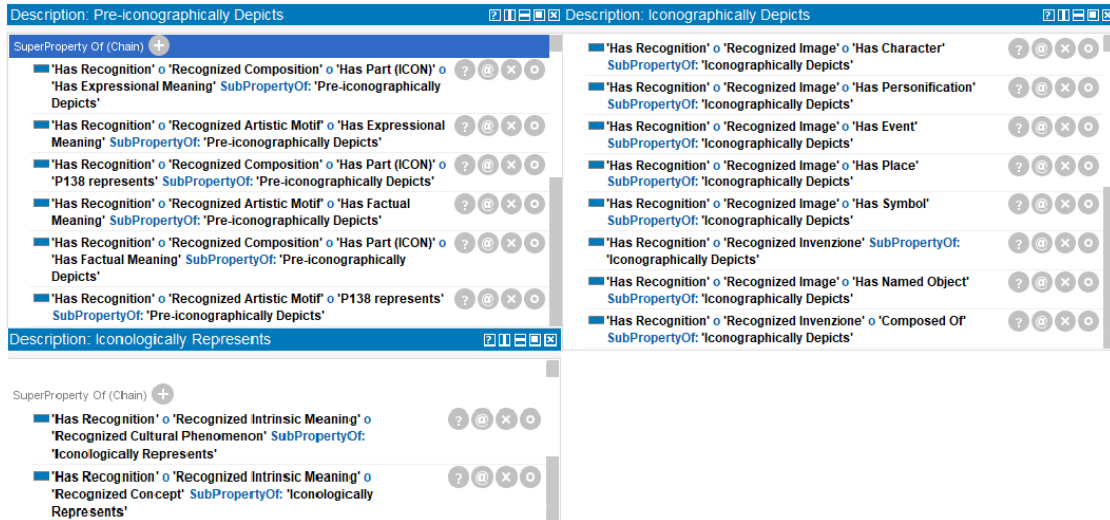 Description: Pre-iconographically Depicts
SuperProperty Of (Chain)
'Has Recognition' o 'Recognized Composition' o 'Has Part (ICON)' o
'Has Expressional Meaning' SubPropertyOf: 'Pre-iconographically
Depicts'
'Has Recognition' o 'Recognized Artistic Motif' o 'Has Expressional
Meaning' SubPropertyOf: 'Pre-iconographically Depicts'
'Has Recognition' o 'Recognized Composition' o 'Has Part (ICON)' o
'P138 represents' SubPropertyOf: 'Pre-iconographically Depicts'
'Has Recognition' o 'Recognized Artistic Motif' o 'Has Factual
Meaning' SubPropertyOf: 'Pre-iconographically Depicts'
'Has Recognition' o 'Recognized Composition' o 'Has Part (ICON)' o
'Has Factual Meaning' SubPropertyOf: 'Pre-iconographically
Depicts'
'Has Recognition' o 'Recognized Artistic Motif' o 'P138 represents'
SubPropertyOf: 'Pre-iconographically Depicts'
Description: Iconographically Depicts
'Has Recognition' o 'Recognized Image' o 'Has Character'
SubPropertyOf: 'Iconographically Depicts'
'Has Recognition' o 'Recognized Image' o 'Has Personification'
SubPropertyOf: 'Iconographically Depicts'
'Has Recognition' o 'Recognized Image' o 'Has Event'
SubPropertyOf: 'Iconographically Depicts'
'Has Recognition' o 'Recognized Image' o 'Has Place'
SubPropertyOf: 'Iconographically Depicts'
'Has Recognition' o 'Recognized Image' o 'Has Symbol'
SubPropertyOf: 'Iconographically Depicts'
'Has Recognition' o 'Recognized Invenzione' SubPropertyOf:
'Iconographically Depicts'
'Has Recognition' o 'Recognized Image' o 'Has Named Object'
SubPropertyOf: 'Iconographically Depicts'
'Has Recognition' o 'Recognized Invenzione' o 'Composed Of'
SubPropertyOf: 'Iconographically Depicts'
Description: Iconologically Represents
SuperProperty Of (Chain)
'Has Recognition' o 'Recognized Intrinsic Meaning' o
'Recognized Cultural Phenomenon' SubPropertyOf:
'Iconologically Represents'
'Has Recognition' o 'Recognized Intrinsic Meaning' o
'Recognized Concept' SubPropertyOf: 'Iconologically
Represents'